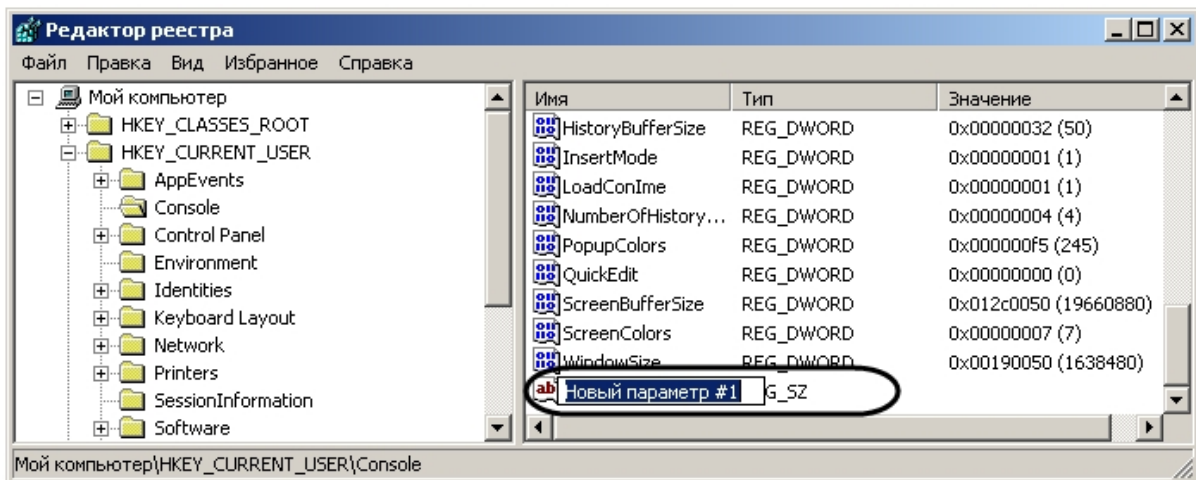 Редактор реестра
Файл Правка Вид Избранное Справка
Мой компьютер
HKEY_CLASSES_ROOT
HKEY_CURRENT_USER
AppEvents
Console
Control Panel
Environment
Identities
Keyboard Layout
Network
Printers
SessionInformation
Software
Имя Тип Значение
HistoryBufferSize REG_DWORD 0x00000032 (50)
InsertMode REG_DWORD 0x00000001 (1)
LoadConIme REG_DWORD 0x00000001 (1)
NumberOfHistory... REG_DWORD 0x00000004 (4)
PopupColors REG_DWORD 0x000000f5 (245)
QuickEdit REG_DWORD 0x00000000 (0)
ScreenBufferSize REG_DWORD 0x012c0050 (19660880)
ScreenColors REG_DWORD 0x00000007 (7)
WindowSize REG_DWORD 0x00190050 (1638480)
Новый параметр #1 G_SZ
Мой компьютер\HKEY_CURRENT_USER\Console